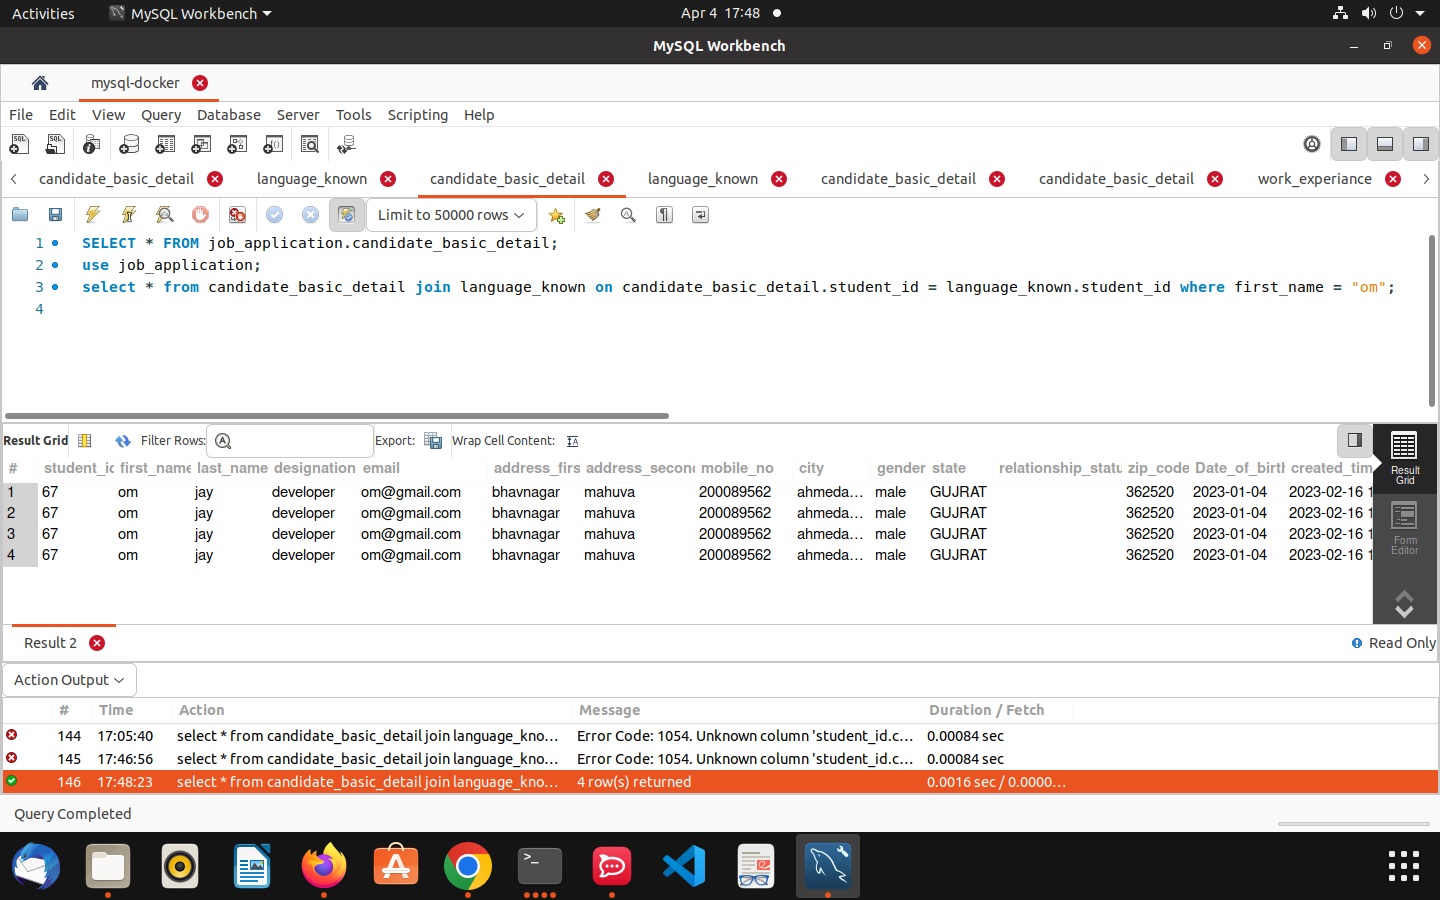 Activities MySQL Workbench Apr 4 17:48
MySQL Workbench
mysql-docker
File Edit View Query Database Server Tools Scripting Help
candidate_basic_detail language_known candidate_basic_detail language_known candidate_basic_detail candidate_basic_detail work_experiance
Limit to 50000 rows
1 SELECT * FROM job_application.candidate_basic_detail;
2 use job_application;
3 select * from candidate_basic_detail join language_known on candidate_basic_detail.student_id = language_known.student_id where first_name = "om";
4
Result Grid Filter Rows: Export: Wrap Cell Content:
# student_id first_name last_name designation email address_firs address_second mobile_no city gender state relationship_statu zip_code Date_of_birth created_tim
1 67 om jay developer om@gmail.com bhavnagar mahuva 200089562 ahmeda... male GUJRAT 362520 2023-01-04 2023-02-16 1
2 67 om jay developer om@gmail.com bhavnagar mahuva 200089562 ahmeda... male GUJRAT 362520 2023-01-04 2023-02-16 1
3 67 om jay developer om@gmail.com bhavnagar mahuva 200089562 ahmeda... male GUJRAT 362520 2023-01-04 2023-02-16 1
4 67 om jay developer om@gmail.com bhavnagar mahuva 200089562 ahmeda... male GUJRAT 362520 2023-01-04 2023-02-16 1
Result
Grid
Form
Editor
Result 2 Read Only
Action Output
# Time Action Message Duration / Fetch
144 17:05:40 select * from candidate_basic_detail join language_kno... Error Code: 1054. Unknown column 'student_id.c... 0.00084 sec
145 17:46:56 select * from candidate_basic_detail join language_kno... Error Code: 1054. Unknown column 'student_id.c... 0.00084 sec
146 17:48:23 select * from candidate_basic_detail join language_kno... 4 row(s) returned 0.0016 sec / 0.0000...
Query Completed